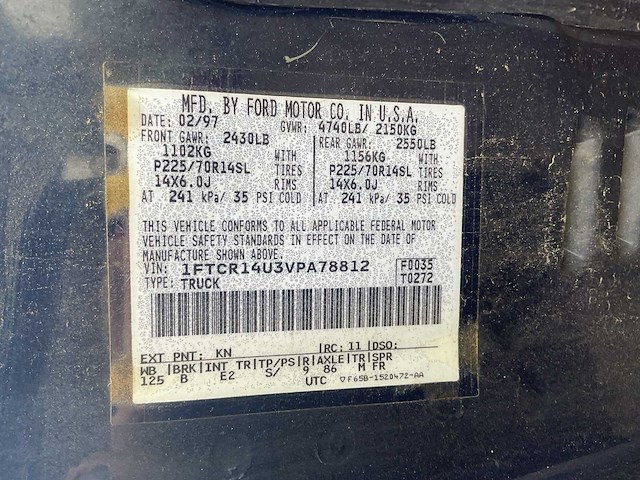 MFD. BY FORD MOTOR CO. IN U.S.A.
DATE: 02/97 GVWR: 4740LB/ 2150KG
FRONT GAWR: 2430LB REAR GAWR: 2550LB
1102KG WITH 1156KG WITH
P225/70R14SL TIRES P225/70R14SL TIRES
14X6.0J RIMS 14X6.0J RIMS
AT 241 kPa/ 35 PSI COLD AT 241 kPa/ 35 PSI COLD
THIS VEHICLE CONFORMS TO ALL APPLICABLE FEDERAL MOTOR
VEHICLE SAFETY STANDARDS IN EFFECT ON THE DATE OF
MANUFACTURE SHOWN ABOVE.
VIN: 1FTCR14U3VPA78812 F0035
TYPE: TRUCK T0272
EXT PNT: KN RC: 11 DSO:
WB BRK INT TR TP/PS R AXLE TR SPR
125 B E2 S/ 9 86 M FR
UTC ▽F65B-1520472-AA